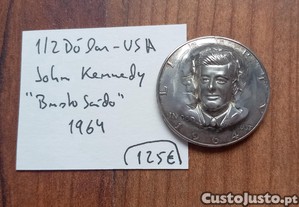 1/2 Dólar - USA
John Kennedy
"Busto Saído"
1964
125€
LIBERTY
1964
CustoJusto.pt